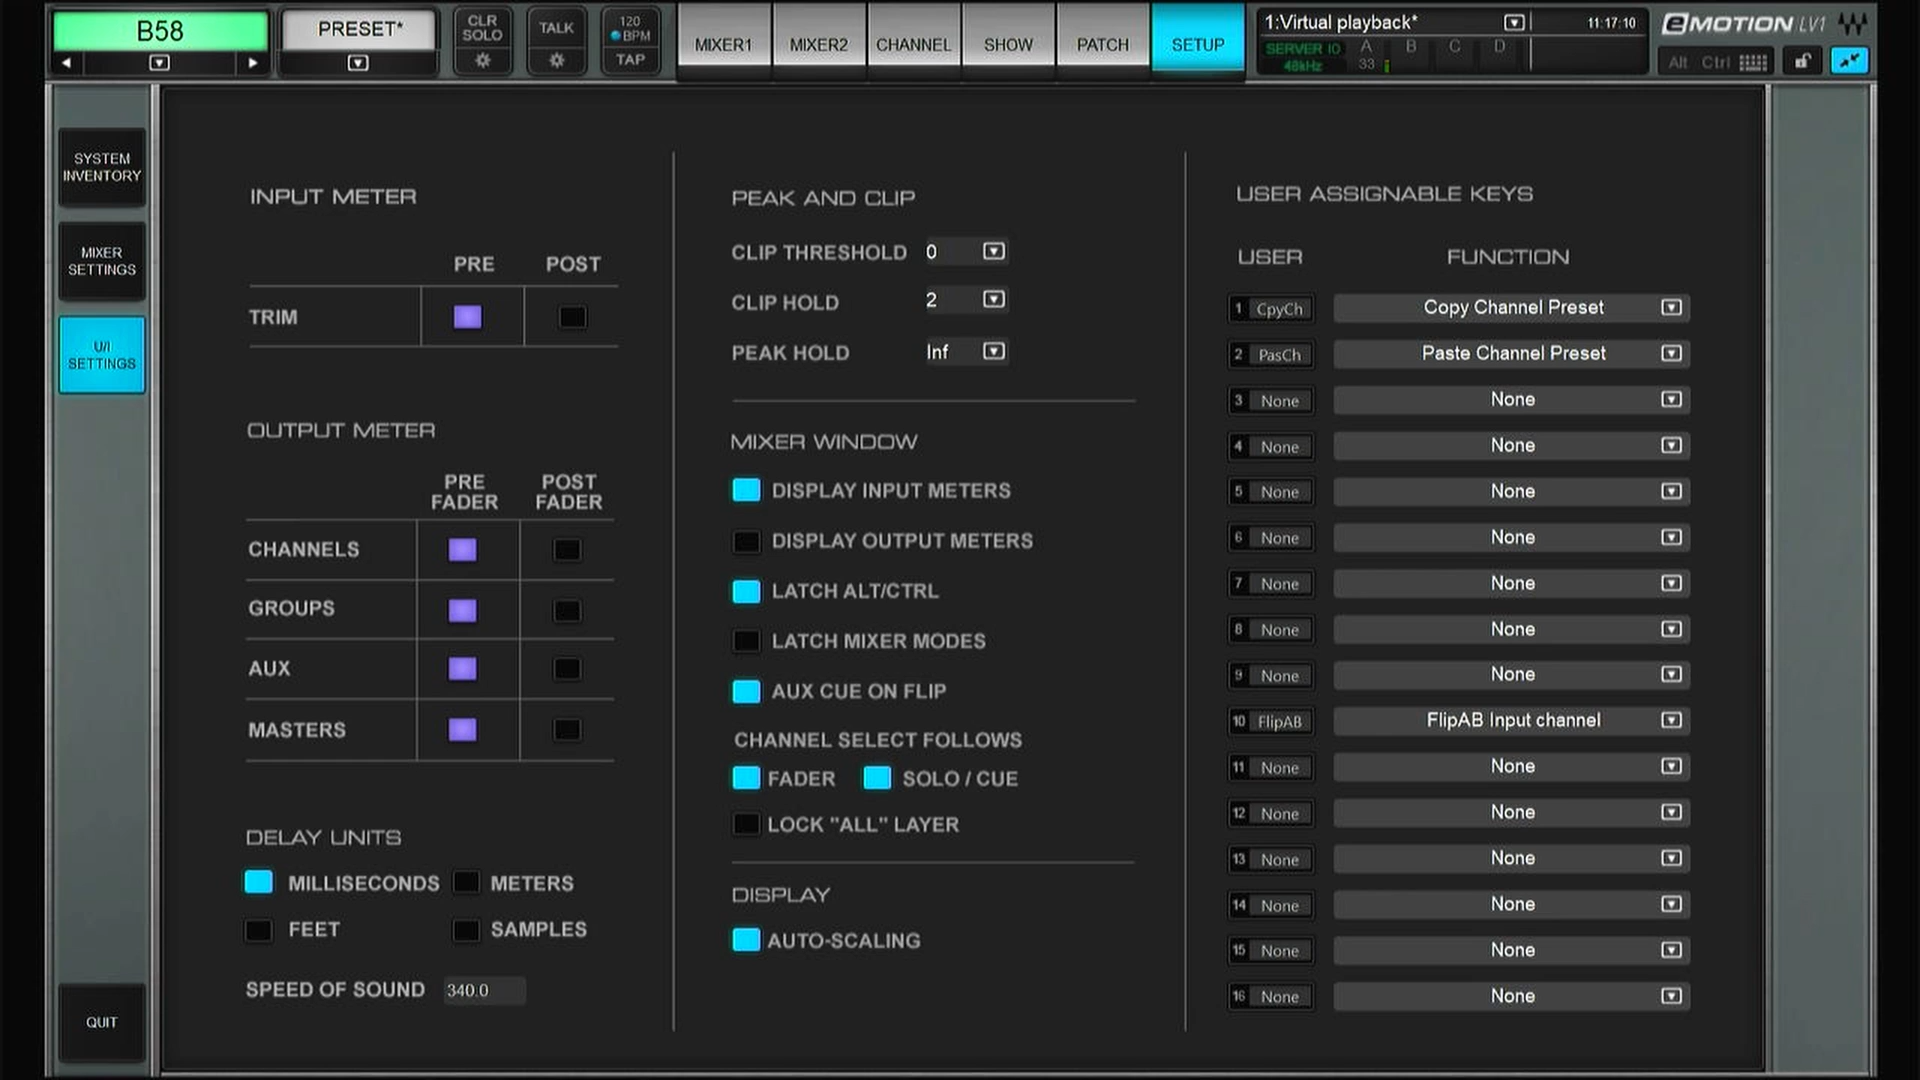 B58
PRESET*
CLR
SOLO
TALK
120
BPM
TAP
MIXER1
MIXER2
CHANNEL
SHOW
PATCH
SETUP
1:Virtual playback*
11:17:10
SERVER IO
48kHz
A
33
B
C
D
eMOTION LV1
Alt
Ctrl
SYSTEM
INVENTORY
MIXER
SETTINGS
U/I
SETTINGS
QUIT
INPUT METER
PRE
POST
TRIM
OUTPUT METER
PRE
FADER
POST
FADER
CHANNELS
GROUPS
AUX
MASTERS
DELAY UNITS
MILLISECONDS
METERS
FEET
SAMPLES
SPEED OF SOUND
340.0
PEAK AND CLIP
CLIP THRESHOLD 0
CLIP HOLD 2
PEAK HOLD Inf
MIXER WINDOW
DISPLAY INPUT METERS
DISPLAY OUTPUT METERS
LATCH ALT/CTRL
LATCH MIXER MODES
AUX CUE ON FLIP
CHANNEL SELECT FOLLOWS
FADER
SOLO / CUE
LOCK "ALL" LAYER
DISPLAY
AUTO-SCALING
USER ASSIGNABLE KEYS
USER
FUNCTION
1 CpyCh Copy Channel Preset
2 PasCh Paste Channel Preset
3 None None
4 None None
5 None None
6 None None
7 None None
8 None None
9 None None
10 FlipAB FlipAB Input channel
11 None None
12 None None
13 None None
14 None None
15 None None
16 None None